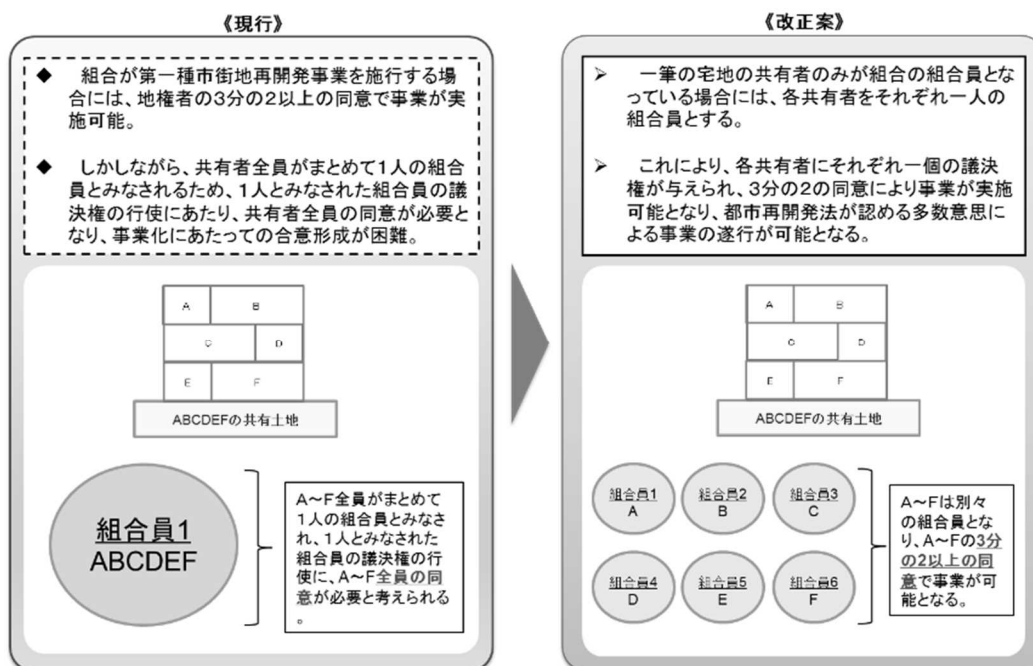 《現行》
◆ 組合が第一種市街地再開発事業を施行する場
合には、地権者の3分の2以上の同意で事業が実
施可能。
◆ しかしながら、共有者全員がまとめて1人の組合員
とみなされるため、1人とみなされた組合員の議
決権の行使にあたり、共有者全員の同意が必要と
なり、事業化にあたっての合意形成が困難。
A
B
C
D
E
F
ABCDEFの共有土地
組合員1
ABCDEF
A～F全員がまとめて
1人の組合員とみなさ
れ、1人とみなされた
組合員の議決権の行
使に、A～F全員の同
意が必要と考えられる
。
《改正案》
➢ 一筆の宅地の共有者のみが組合の組合員とな
っている場合には、各共有者をそれぞれ一人の
組合員とする。
➢ これにより、各共有者にそれぞれ一個の議決
権が与えられ、3分の2の同意により事業が実施
可能となり、都市再開発法が認める多数意思に
よる事業の遂行が可能となる。
A
B
C
D
E
F
ABCDEFの共有土地
組合員1
A
組合員2
B
組合員3
C
組合員4
D
組合員5
E
組合員6
F
A～Fは別々
の組合員とな
り、A～Fの3分
の2以上の同
意で事業が可
能となる。